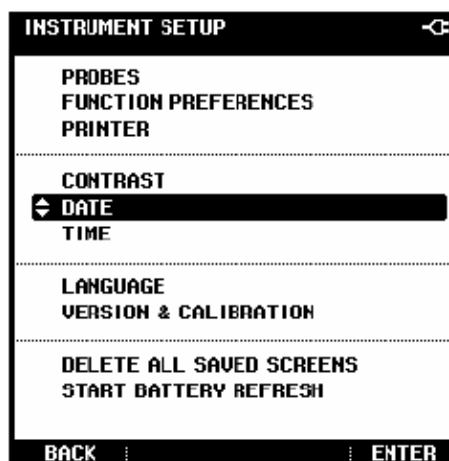 INSTRUMENT SETUP
PROBES
FUNCTION PREFERENCES
PRINTER
CONTRAST
DATE
TIME
LANGUAGE
VERSION & CALIBRATION
DELETE ALL SAVED SCREENS
START BATTERY REFRESH
BACK ENTER